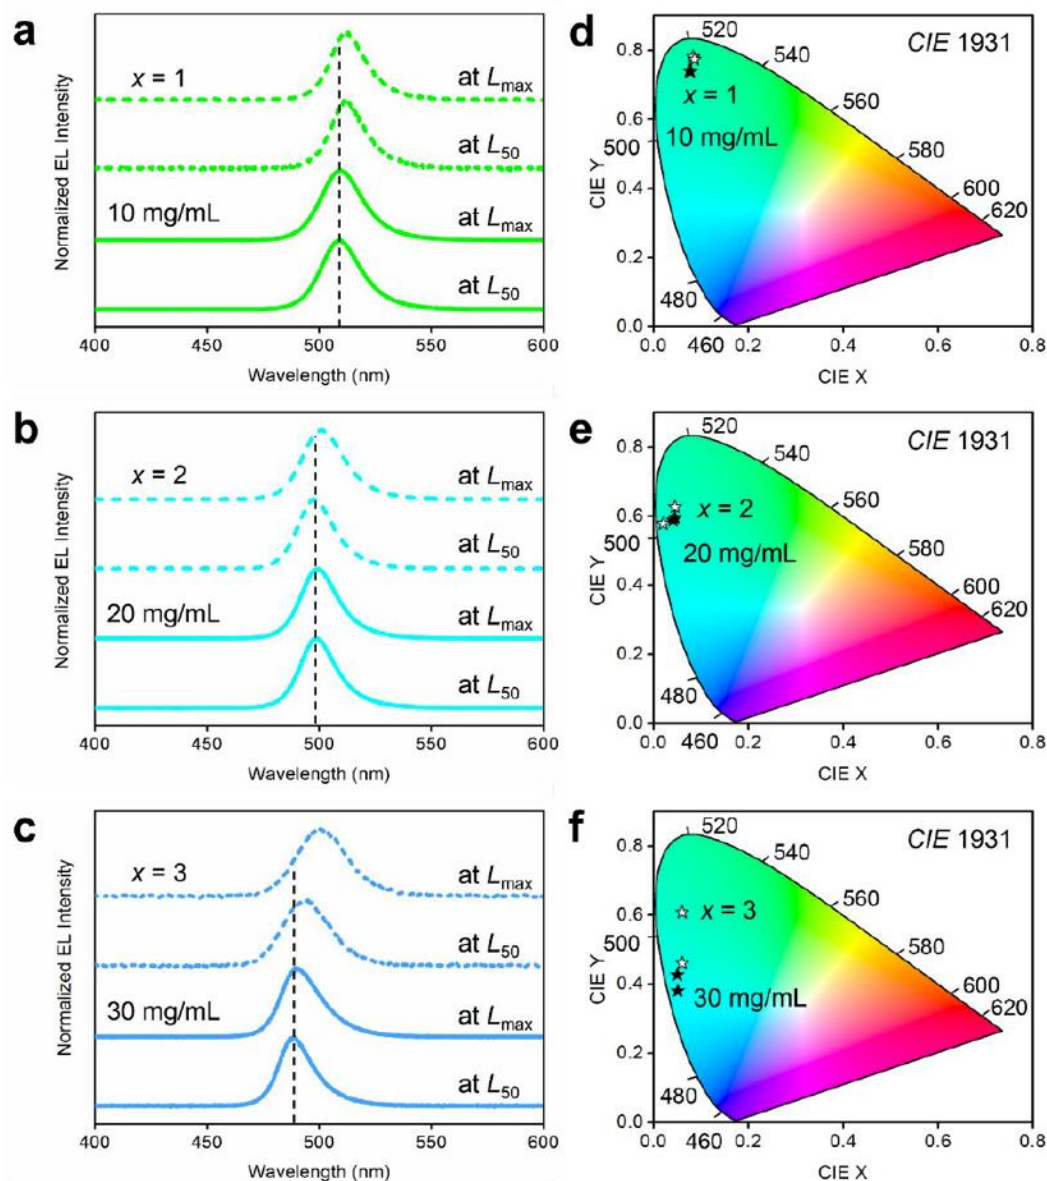 a
Normalized EL Intensity
x = 1
at Lmax
at L50
10 mg/mL
at Lmax
at L50
400 450 500 550 600
Wavelength (nm)
d
CIE 1931
CIE Y
0.8
0.6
0.4
0.2
0.0
520
540
560
580
600
620
500
480
460
x = 1
10 mg/mL
0.0 0.2 0.4 0.6 0.8
CIE X
b
Normalized EL Intensity
x = 2
at Lmax
at L50
20 mg/mL
at Lmax
at L50
400 450 500 550 600
Wavelength (nm)
e
CIE 1931
CIE Y
0.8
0.6
0.4
0.2
0.0
520
540
560
580
600
620
500
480
460
x = 2
20 mg/mL
0.0 0.2 0.4 0.6 0.8
CIE X
c
Normalized EL Intensity
x = 3
at Lmax
at L50
30 mg/mL
at Lmax
at L50
400 450 500 550 600
Wavelength (nm)
f
CIE 1931
CIE Y
0.8
0.6
0.4
0.2
0.0
520
540
560
580
600
620
500
480
460
x = 3
30 mg/mL
0.0 0.2 0.4 0.6 0.8
CIE X